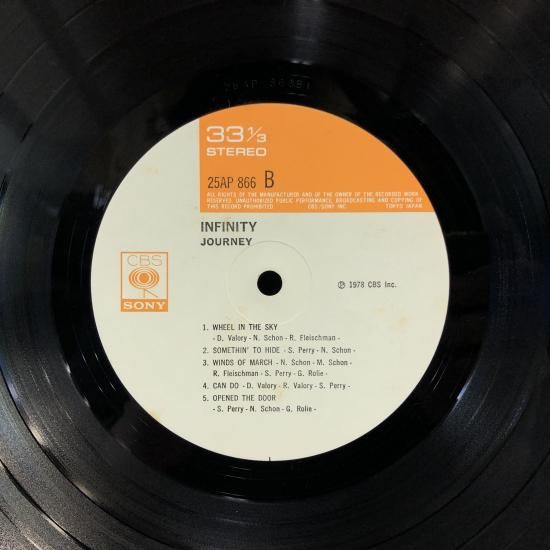 33 1/3
STEREO
25AP 866 B
ALL RIGHTS OF THE MANUFACTURER AND OF THE OWNER OF THE RECORDED WORK
RESERVED. UNAUTHORIZED PUBLIC PERFORMANCE, BROADCASTING AND COPYING OF
THIS RECORD PROHIBITED. CBS/SONY INC. TOKYO JAPAN
INFINITY
JOURNEY
CBS
SONY
℗ 1978 CBS Inc.
1. WHEEL IN THE SKY
- D. Valory - N. Schon - R. Fleischman -
2. SOMETHIN' TO HIDE - S. Perry - N. Schon -
3. WINDS OF MARCH - N. Schon - M. Schon -
R. Fleischman - S. Perry - G. Rolie -
4. CAN DO - D. Valory - R. Valory - S. Perry -
5. OPENED THE DOOR
- S. Perry - N. Schon - G. Rolie -